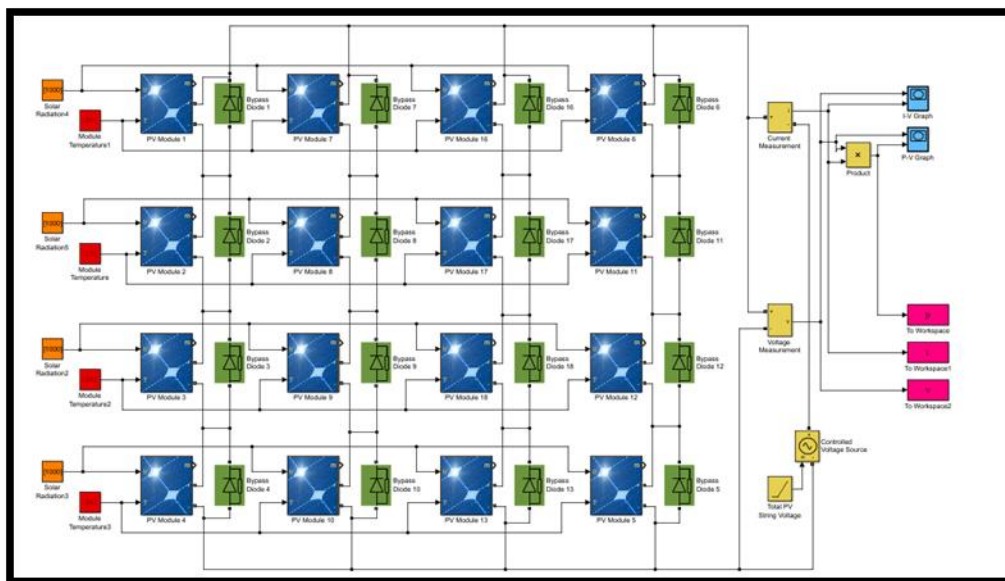 [1000]
Solar
Radiation4
Module
Temperature1
PV Module 1
Bypass
Diode 1
PV Module 7
Bypass
Diode 7
PV Module 16
Bypass
Diode 16
PV Module 6
Bypass
Diode 6
[1000]
Solar
Radiation5
Module
Temperature
PV Module 2
Bypass
Diode 2
PV Module 8
Bypass
Diode 8
PV Module 17
Bypass
Diode 17
PV Module 11
Bypass
Diode 11
[1000]
Solar
Radiation2
Module
Temperature2
PV Module 3
Bypass
Diode 3
PV Module 9
Bypass
Diode 9
PV Module 18
Bypass
Diode 18
PV Module 12
Bypass
Diode 12
[1000]
Solar
Radiation3
Module
Temperature3
PV Module 4
Bypass
Diode 4
PV Module 10
Bypass
Diode 10
PV Module 13
Bypass
Diode 13
PV Module 5
Bypass
Diode 5
Current
Measurement
I-V Graph
Product
P-V Graph
Voltage
Measurement
To Workspace
To Workspace1
To Workspace2
Controlled
Voltage Source
Total PV
String Voltage